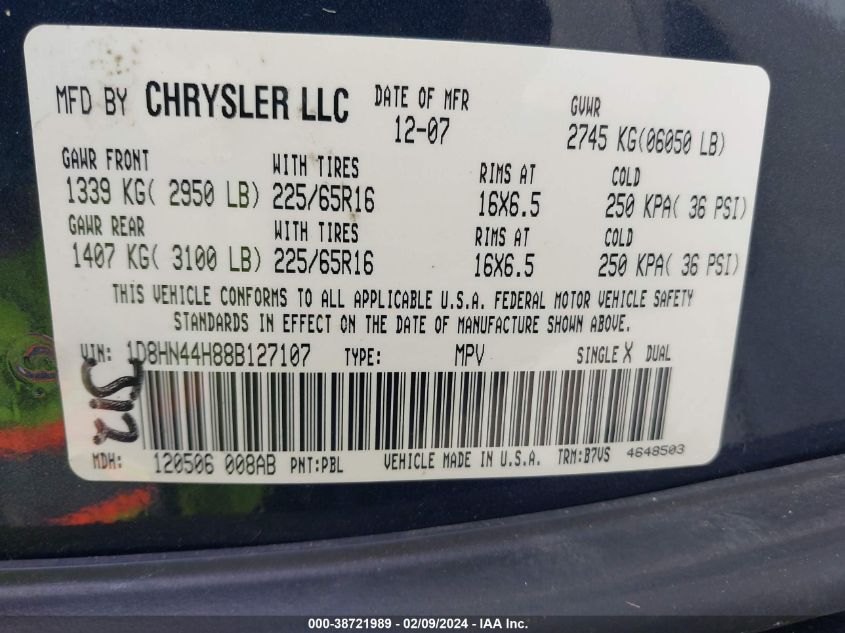 MFD BY CHRYSLER LLC DATE OF MFR GVWR
12-07 2745 KG(06050 LB)
GAWR FRONT WITH TIRES RIMS AT COLD
1339 KG( 2950 LB) 225/65R16 16X6.5 250 KPA( 36 PSI)
GAWR REAR WITH TIRES RIMS AT COLD
1407 KG( 3100 LB) 225/65R16 16X6.5 250 KPA( 36 PSI)
THIS VEHICLE CONFORMS TO ALL APPLICABLE U.S.A. FEDERAL MOTOR VEHICLE SAFETY
STANDARDS IN EFFECT ON THE DATE OF MANUFACTURE SHOWN ABOVE.
VIN: 1D8HN44H88B127107 TYPE: MPV SINGLE X DUAL
MDH: 120506 008AB PNT:PBL VEHICLE MADE IN U.S.A. TRM:B7VS 4648503
000-38721989 - 02/09/2024 - IAA Inc.